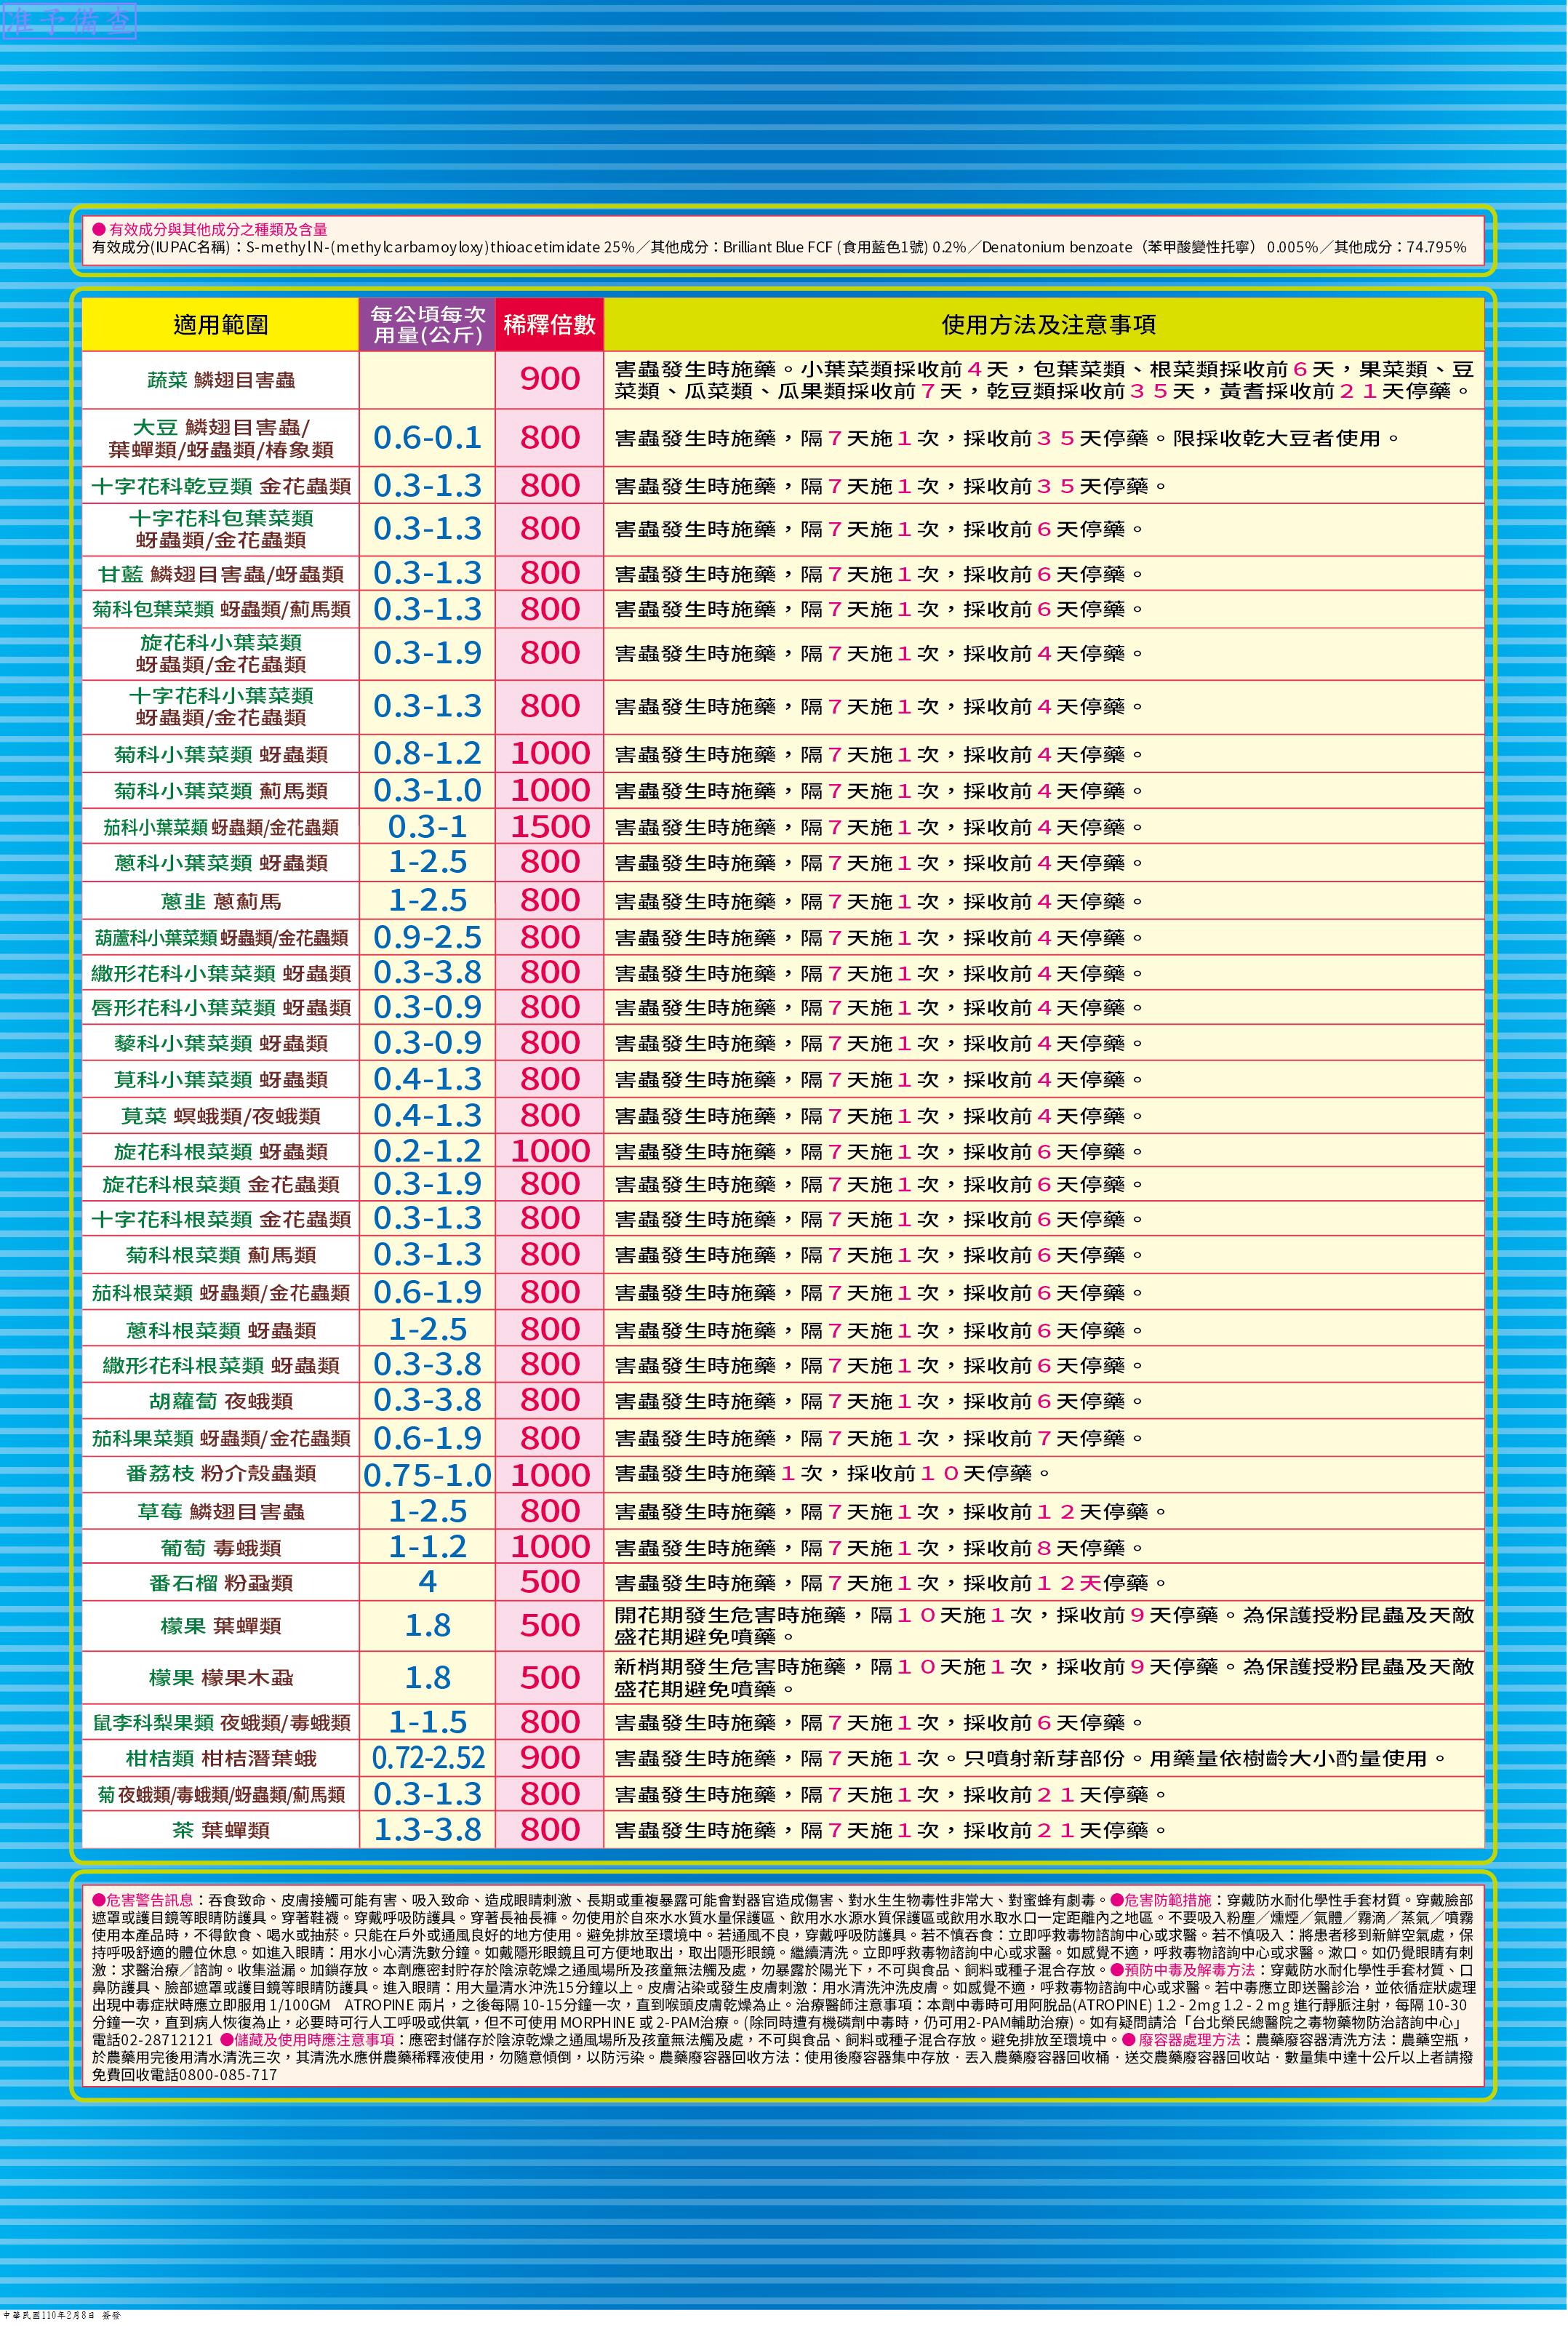 准予備查
●有效成分與其他成分之種類及含量
有效成分(IUPAC名稱)：S-methylN-(methylcarbamoyloxy)thioacetimidate 25%／其他成分：Brilliant Blue FCF (食用藍色1號) 0.2%／Denatonium benzoate（苯甲酸變性托寧） 0.005%／其他成分：74.795%
適用範圍 每公頃每次用量(公斤) 稀釋倍數 使用方法及注意事項
蔬菜 鱗翅目害蟲 900 害蟲發生時施藥。小葉菜類採收前4天，包葉菜類、根菜類採收前6天，果菜類、豆
菜類、瓜菜類、瓜果類採收前7天，乾豆類採收前35天，黃耆採收前21天停藥。
大豆 鱗翅目害蟲/
葉蟬類/蚜蟲類/椿象類 0.6-0.1 800 害蟲發生時施藥，隔7天施1次，採收前35天停藥。限採收乾大豆者使用。
十字花科乾豆類 金花蟲類 0.3-1.3 800 害蟲發生時施藥，隔7天施1次，採收前35天停藥。
十字花科包葉菜類
蚜蟲類/金花蟲類 0.3-1.3 800 害蟲發生時施藥，隔7天施1次，採收前6天停藥。
甘藍 鱗翅目害蟲/蚜蟲類 0.3-1.3 800 害蟲發生時施藥，隔7天施1次，採收前6天停藥。
菊科包葉菜類 蚜蟲類/薊馬類 0.3-1.3 800 害蟲發生時施藥，隔7天施1次，採收前6天停藥。
旋花科小葉菜類
蚜蟲類/金花蟲類 0.3-1.9 800 害蟲發生時施藥，隔7天施1次，採收前4天停藥。
十字花科小葉菜類
蚜蟲類/金花蟲類 0.3-1.3 800 害蟲發生時施藥，隔7天施1次，採收前4天停藥。
菊科小葉菜類 蚜蟲類 0.8-1.2 1000 害蟲發生時施藥，隔7天施1次，採收前4天停藥。
菊科小葉菜類 薊馬類 0.3-1.0 1000 害蟲發生時施藥，隔7天施1次，採收前4天停藥。
茄科小葉菜類 蚜蟲類/金花蟲類 0.3-1 1500 害蟲發生時施藥，隔7天施1次，採收前4天停藥。
蔥科小葉菜類 蚜蟲類 1-2.5 800 害蟲發生時施藥，隔7天施1次，採收前4天停藥。
蔥韭 蔥薊馬 1-2.5 800 害蟲發生時施藥，隔7天施1次，採收前4天停藥。
葫蘆科小葉菜類 蚜蟲類/金花蟲類 0.9-2.5 800 害蟲發生時施藥，隔7天施1次，採收前4天停藥。
繖形花科小葉菜類 蚜蟲類 0.3-3.8 800 害蟲發生時施藥，隔7天施1次，採收前4天停藥。
唇形花科小葉菜類 蚜蟲類 0.3-0.9 800 害蟲發生時施藥，隔7天施1次，採收前4天停藥。
藜科小葉菜類 蚜蟲類 0.3-0.9 800 害蟲發生時施藥，隔7天施1次，採收前4天停藥。
莧科小葉菜類 蚜蟲類 0.4-1.3 800 害蟲發生時施藥，隔7天施1次，採收前4天停藥。
莧菜 螟蛾類/夜蛾類 0.4-1.3 800 害蟲發生時施藥，隔7天施1次，採收前4天停藥。
旋花科根菜類 蚜蟲類 0.2-1.2 1000 害蟲發生時施藥，隔7天施1次，採收前6天停藥。
旋花科根菜類 金花蟲類 0.3-1.9 800 害蟲發生時施藥，隔7天施1次，採收前6天停藥。
十字花科根菜類 金花蟲類 0.3-1.3 800 害蟲發生時施藥，隔7天施1次，採收前6天停藥。
菊科根菜類 薊馬類 0.3-1.3 800 害蟲發生時施藥，隔7天施1次，採收前6天停藥。
茄科根菜類 蚜蟲類/金花蟲類 0.6-1.9 800 害蟲發生時施藥，隔7天施1次，採收前6天停藥。
蔥科根菜類 蚜蟲類 1-2.5 800 害蟲發生時施藥，隔7天施1次，採收前6天停藥。
繖形花科根菜類 蚜蟲類 0.3-3.8 800 害蟲發生時施藥，隔7天施1次，採收前6天停藥。
胡蘿蔔 夜蛾類 0.3-3.8 800 害蟲發生時施藥，隔7天施1次，採收前6天停藥。
茄科果菜類 蚜蟲類/金花蟲類 0.6-1.9 800 害蟲發生時施藥，隔7天施1次，採收前7天停藥。
番荔枝 粉介殼蟲類 0.75-1.0 1000 害蟲發生時施藥1次，採收前10天停藥。
草莓 鱗翅目害蟲 1-2.5 800 害蟲發生時施藥，隔7天施1次，採收前12天停藥。
葡萄 毒蛾類 1-1.2 1000 害蟲發生時施藥，隔7天施1次，採收前8天停藥。
番石榴 粉蝨類 4 500 害蟲發生時施藥，隔7天施1次，採收前12天停藥。
檬果 葉蟬類 1.8 500 開花期發生危害時施藥，隔10天施1次，採收前9天停藥。為保護授粉昆蟲及天敵
盛花期避免噴藥。
檬果 檬果木蝨 1.8 500 新梢期發生危害時施藥，隔10天施1次，採收前9天停藥。為保護授粉昆蟲及天敵
盛花期避免噴藥。
鼠李科梨果類 夜蛾類/毒蛾類 1-1.5 800 害蟲發生時施藥，隔7天施1次，採收前6天停藥。
柑桔類 柑桔潛葉蛾 0.72-2.52 900 害蟲發生時施藥，隔7天施1次。只噴射新芽部份。用藥量依樹齡大小酌量使用。
菊 夜蛾類/毒蛾類/蚜蟲類/薊馬類 0.3-1.3 800 害蟲發生時施藥，隔7天施1次，採收前21天停藥。
茶 葉蟬類 1.3-3.8 800 害蟲發生時施藥，隔7天施1次，採收前21天停藥。
●危害警告訊息：吞食致命、皮膚接觸可能有害、吸入致命、造成眼睛刺激、長期或重複暴露可能會對器官造成傷害、對水生生物毒性非常大、對蜜蜂有劇毒。●危害防範措施：穿戴防水耐化學性手套材質。穿戴臉部
遮罩或護目鏡等眼睛防護具。穿著鞋襪。穿戴呼吸防護具。穿著長袖長褲。勿使用於自來水水質水量保護區、飲用水水源水質保護區或飲用水取水口一定距離內之地區。不要吸入粉塵／燻煙／氣體／霧滴／蒸氣／噴霧
使用本產品時，不得飲食、喝水或抽菸。只能在戶外或通風良好的地方使用。避免排放至環境中。若通風不良，穿戴呼吸防護具。若不慎吞食：立即呼救毒物諮詢中心或求醫。若不慎吸入：將患者移到新鮮空氣處，保
持呼吸舒適的體位休息。如進入眼睛：用水小心清洗數分鐘。如戴隱形眼鏡且可方便地取出，取出隱形眼鏡。繼續清洗。立即呼救毒物諮詢中心或求醫。如感覺不適，呼救毒物諮詢中心或求醫。漱口。如仍覺眼睛有刺
激：求醫治療／諮詢。收集溢漏。加鎖存放。本劑應密封貯存於陰涼乾燥之通風場所及孩童無法觸及處，勿暴露於陽光下，不可與食品、飼料或種子混合存放。●預防中毒及解毒方法：穿戴防水耐化學性手套材質、口
鼻防護具、臉部遮罩或護目鏡等眼睛防護具。進入眼睛：用大量清水沖洗15分鐘以上。皮膚沾染或發生皮膚刺激：用水清洗沖洗皮膚。如感覺不適，呼救毒物諮詢中心或求醫。若中毒應立即送醫診治，並依循症狀處理
出現中毒症狀時應立即服用 1/100GM ATROPINE 兩片，之後每隔 10-15分鐘一次，直到喉頭皮膚乾燥為止。治療醫師注意事項：本劑中毒時可用阿脫品(ATROPINE) 1.2 - 2mg 1.2 - 2 mg 進行靜脈注射，每隔 10-30
分鐘一次，直到病人恢復為止，必要時可行人工呼吸或供氧，但不可使用 MORPHINE 或 2-PAM治療。(除同時遭有機磷劑中毒時，仍可用2-PAM輔助治療)。如有疑問請洽「台北榮民總醫院之毒物藥物防治諮詢中心」
電話02-28712121 ●儲藏及使用時應注意事項：應密封儲存於陰涼乾燥之通風場所及孩童無法觸及處，不可與食品、飼料或種子混合存放。避免排放至環境中。● 廢容器處理方法：農藥廢容器清洗方法：農藥空瓶，
於農藥用完後用清水清洗三次，其清洗水應併農藥稀釋液使用，勿隨意傾倒，以防污染。農藥廢容器回收方法：使用後廢容器集中存放．丟入農藥廢容器回收桶．送交農藥廢容器回收站．數量集中達十公斤以上者請撥
免費回收電話0800-085-717
中華民國110年2月8日 簽發